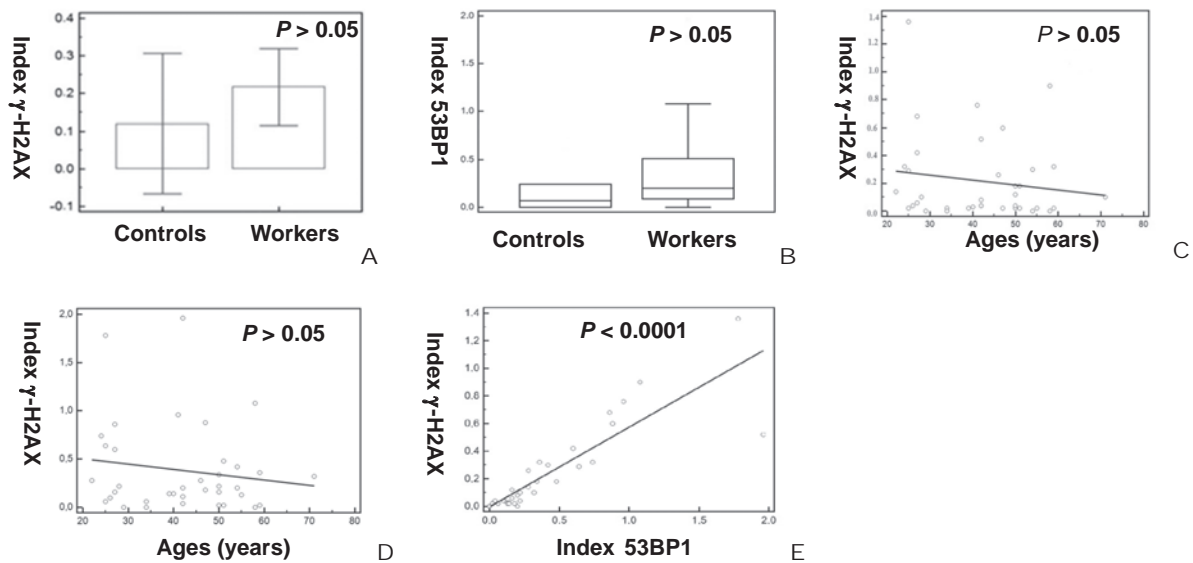 Index γ-H2AX
0.4
0.3
0.2
0.1
0.0
-0.1
P > 0.05
Controls
Workers
A
Index 53BP1
2.0
1.5
1.0
0.5
0.0
P > 0.05
Controls
Workers
B
Index γ-H2AX
1.4
1.2
1.0
0.8
0.6
0.4
0.2
0.0
P > 0.05
20 30 40 50 60 70 80
Ages (years)
C
Index γ-H2AX
2,0
1,5
1,0
0,5
0,0
P > 0.05
20 30 40 50 60 70 80
Ages (years)
D
Index γ-H2AX
1.4
1.2
1.0
0.8
0.6
0.4
0.2
0.0
P < 0.0001
0.0 0.5 1.0 1.5 2.0
Index 53BP1
E